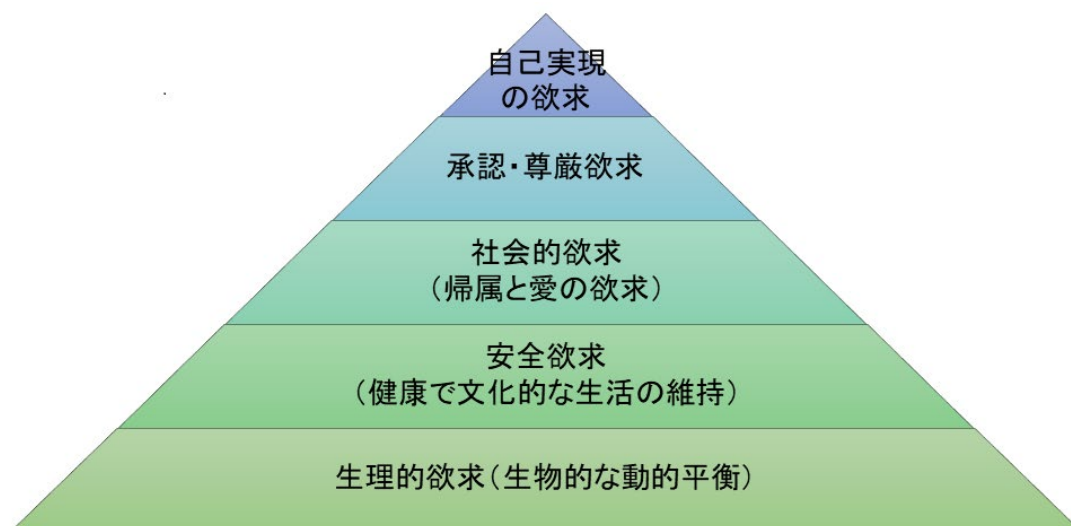 自己実現
の欲求
承認・尊厳欲求
社会的欲求
（帰属と愛の欲求）
安全欲求
（健康で文化的な生活の維持）
生理的欲求（生物的な動的平衡）